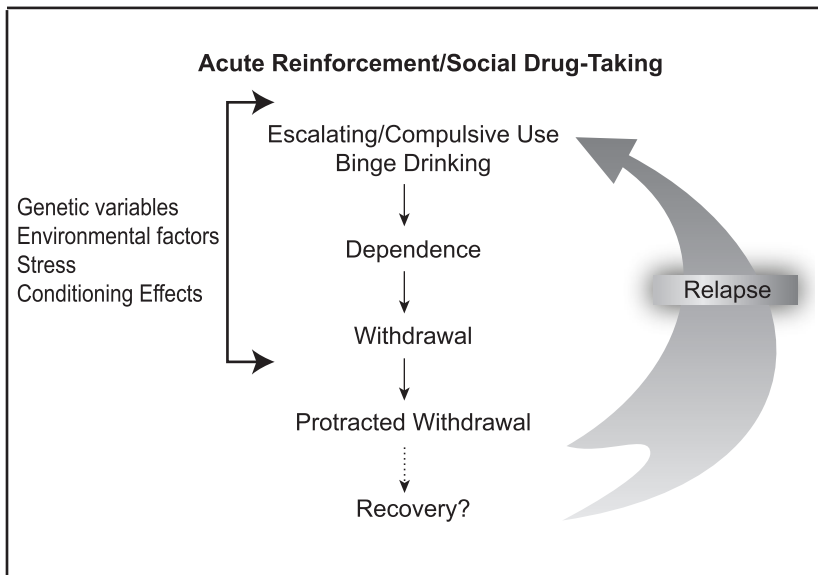 Acute Reinforcement/Social Drug-Taking
Escalating/Compulsive Use
Binge Drinking
Genetic variables
Environmental factors
Stress
Conditioning Effects
Dependence
Relapse
Withdrawal
Protracted Withdrawal
Recovery?